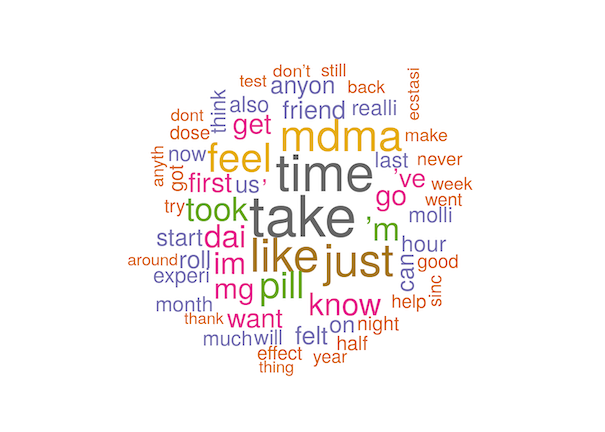 don't still
test anyon back ecstasi
dont think also friend realli
dose get mdma make
anyth now feel time last never
got first us ' 've week
try took take go went
dai 'm molli
start like just hour
around roll im can good
experi mg pill sinc
month know help
thank want on night
much will felt half
effect year
thing